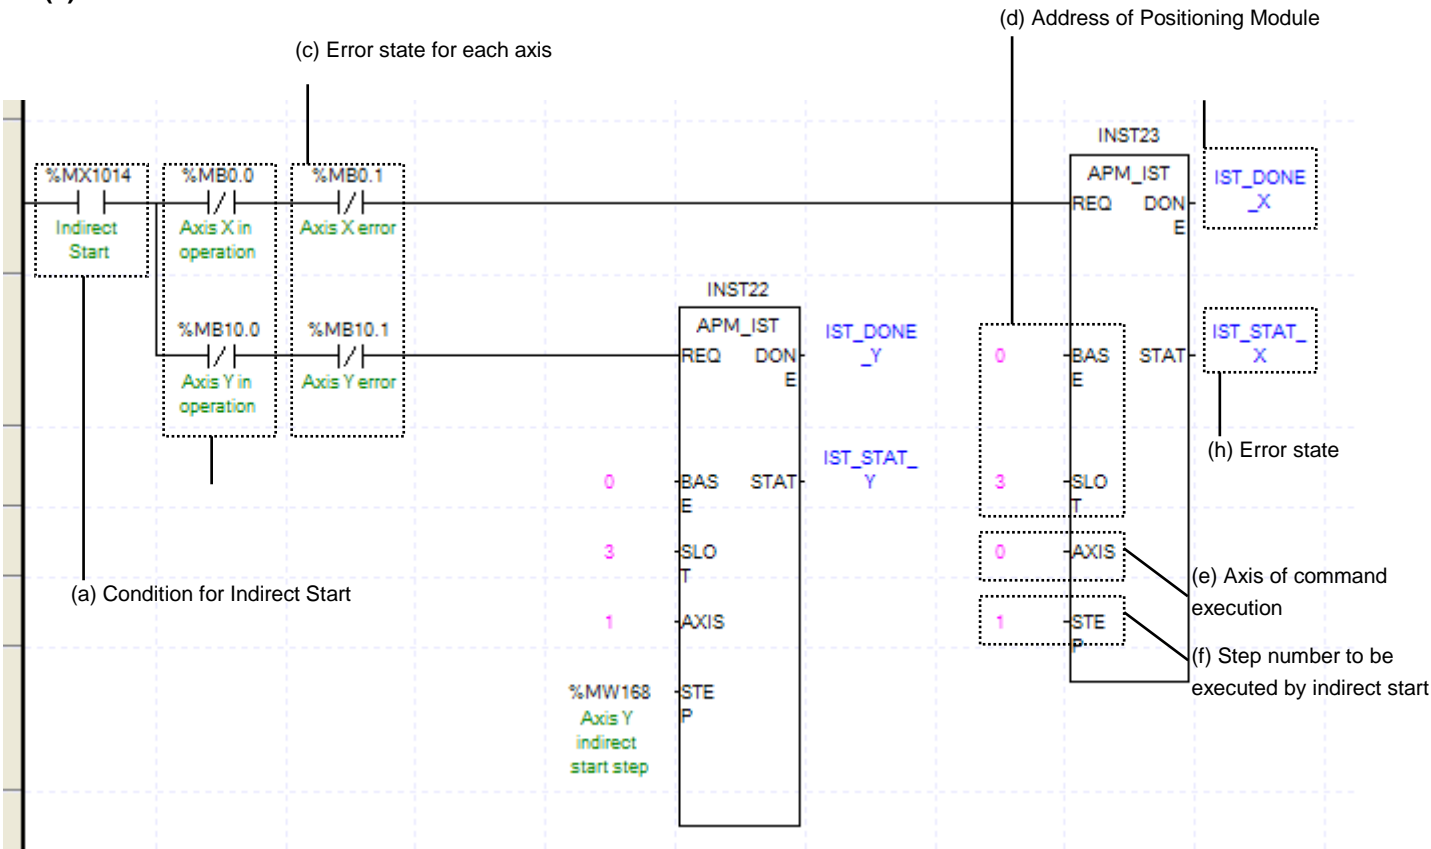 (d) Address of Positioning Module
(c) Error state for each axis
INST23
APM_IST
REQ
DON
E
IST_DONE
_X
%MX1014
Indirect
Start
%MB0.0
Axis X in
operation
%MB0.1
Axis X error
INST22
APM_IST
REQ
DON
E
IST_DONE
_Y
%MB10.0
Axis Y in
operation
%MB10.1
Axis Y error
0
BAS
E
STAT
IST_STAT_
X
(h) Error state
IST_STAT_
Y
0
BAS
E
STAT
3
SLO
T
3
SLO
T
0
AXIS
(e) Axis of command
execution
(a) Condition for Indirect Start
1
AXIS
1
STE
P
(f) Step number to be
executed by indirect start
%MW168
Axis Y
indirect
start step
STE
P